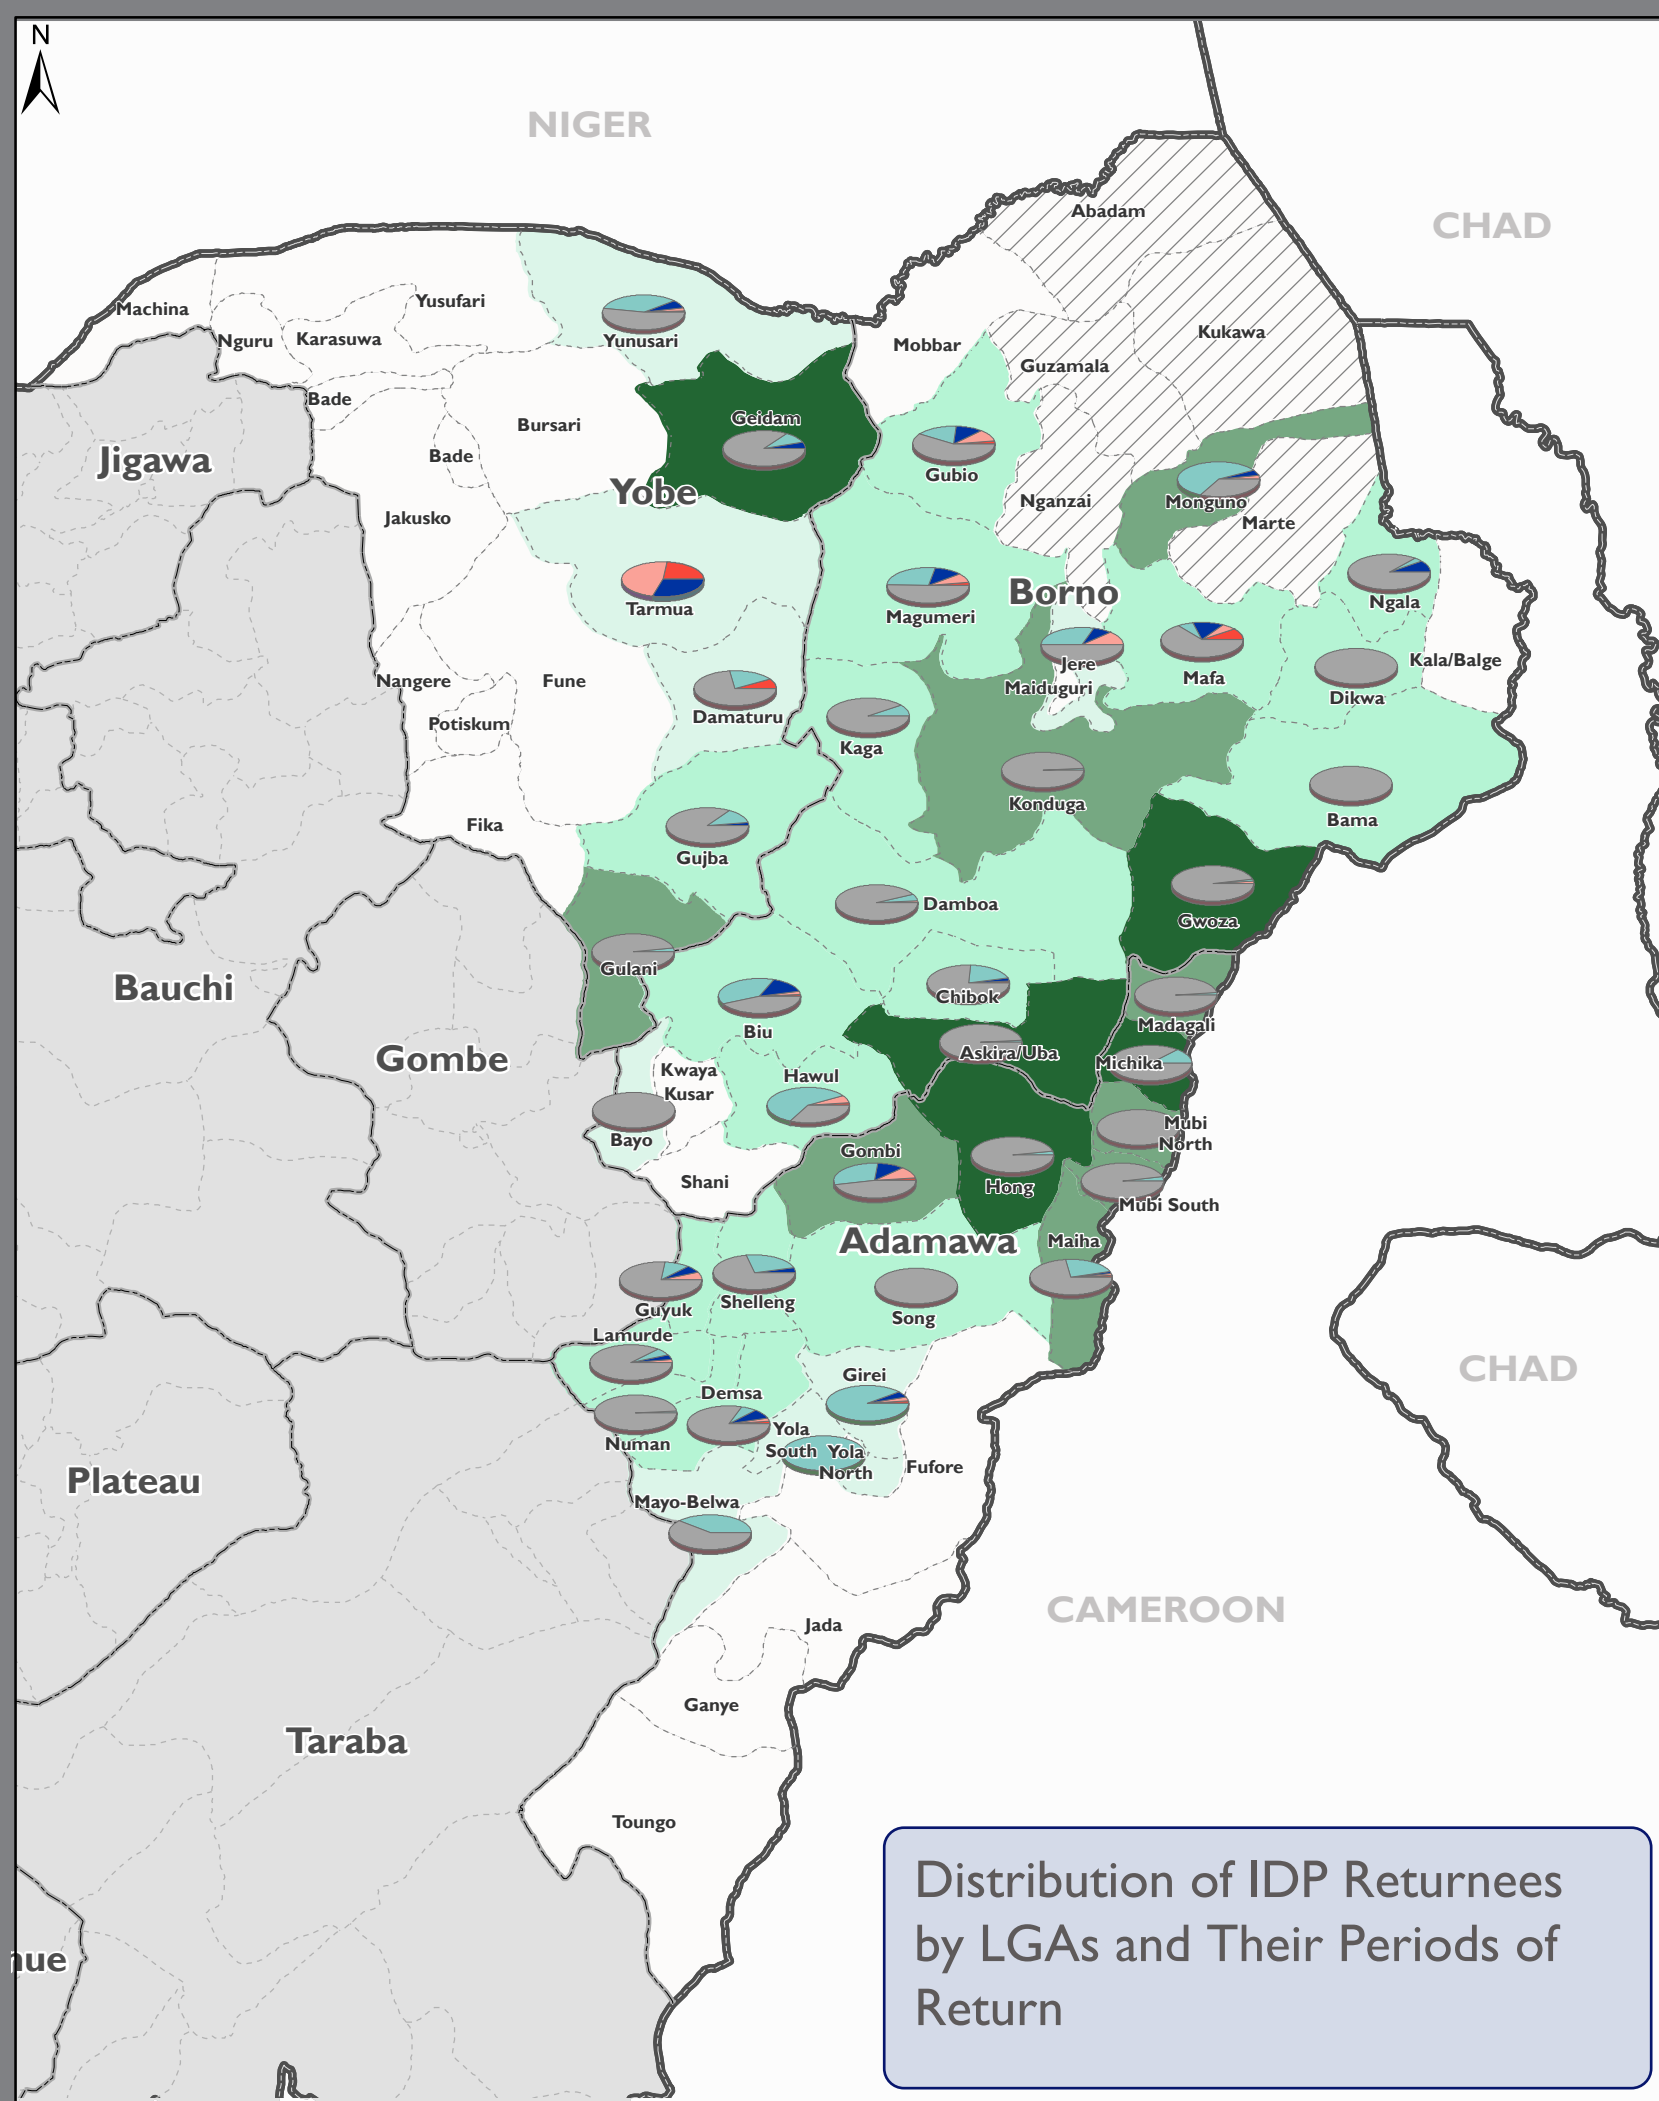 N
NIGER
CHAD
Abadam
Machina
Yusufari
Nguru
Karasuwa
Yunusari
Mobbar
Kukawa
Guzamala
Bade
Bursari
Geidam
Jigawa
Bade
Gubio
Yobe
Nganzai
Monguno
Jakusko
Marte
Borno
Ngala
Tarmua
Magumeri
Jere
Mafa
Kala/Balge
Nangere
Fune
Maiduguri
Dikwa
Potiskum
Damaturu
Kaga
Konduga
Fika
Bama
Gujba
Damboa
Gwoza
Gulani
Bauchi
Chibok
Madagali
Biu
Gombe
Askira/Uba
Michika
Kwaya
Kusar
Hawul
Mubi
North
Bayo
Gombi
Shani
Hong
Mubi South
Adamawa
Maiha
Guyuk
Shelleng
Song
Lamurde
CHAD
Girei
Demsa
Numan
Yola
South
Yola
North
Fufore
Plateau
Mayo-Belwa
CAMEROON
Jada
Ganye
Taraba
Toungo
nue
Distribution of IDP Returnees
by LGAs and Their Periods of
Return